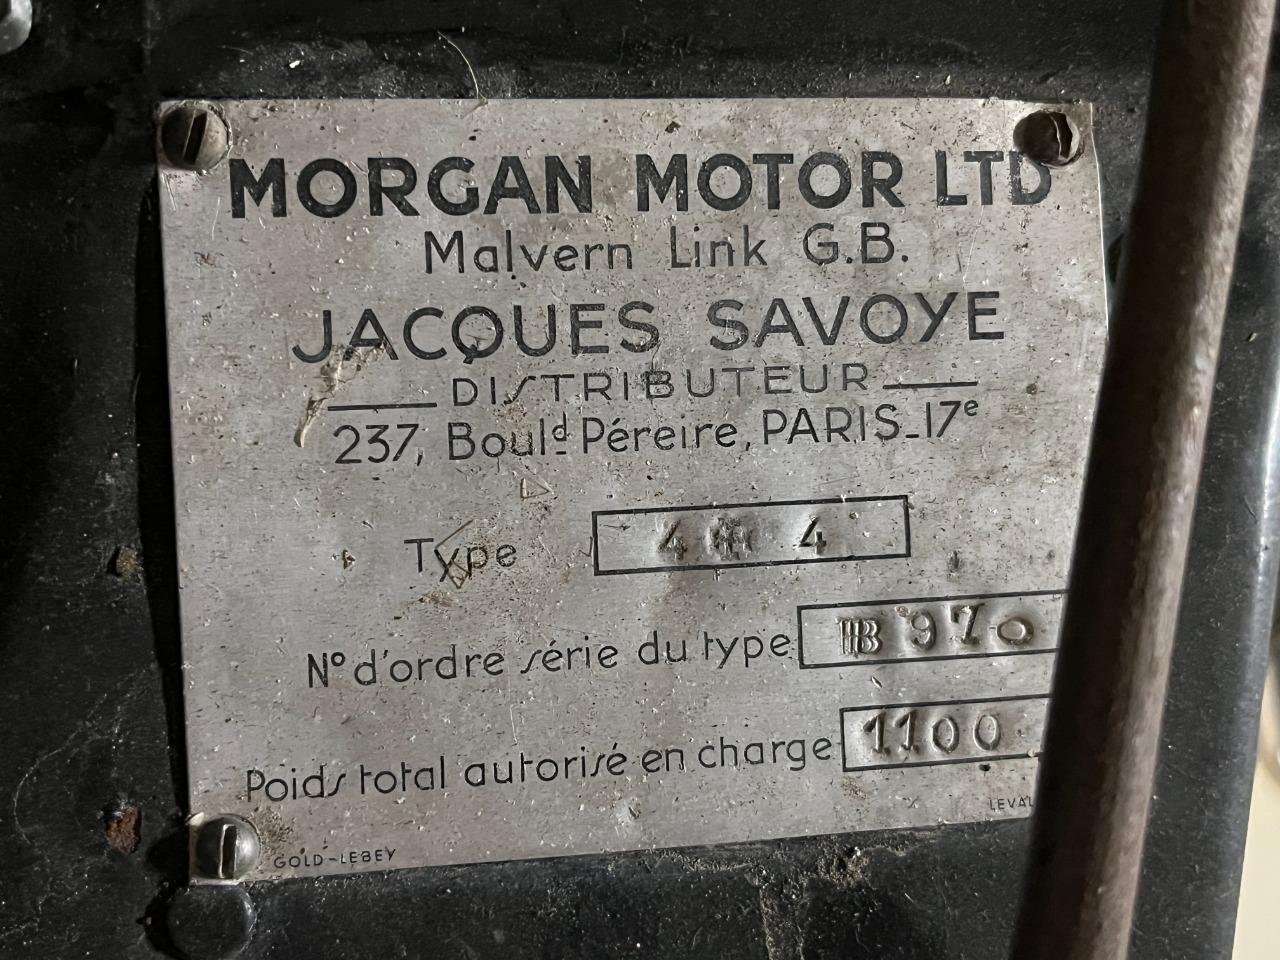 MORGAN MOTOR LTD
Malvern Link G.B.
JACQUES SAVOYE
DISTRIBUTEUR
237, Bould Péreire, PARIS-17e
Type 4 4
N° d'ordre série du type B 970
Poids total autorisé en charge 1100
GOLD-LEBEY